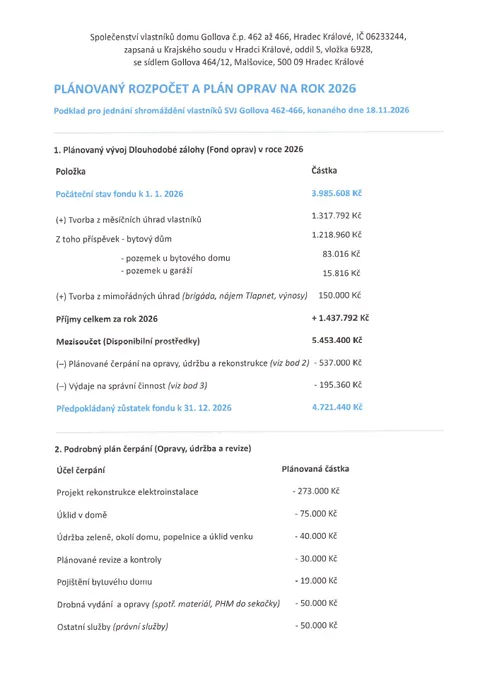 Společenství vlastníků domu Gollova č.p. 462 až 466, Hradec Králové, IČ 06233244,
zapsaná u Krajského soudu v Hradci Králové, oddíl S, vložka 6928,
se sídlem Gollova 464/12, Malšovice, 500 09 Hradec Králové
PLÁNOVANÝ ROZPOČET A PLÁN OPRAV NA ROK 2026
Podklad pro jednání shromáždění vlastníků SVJ Gollova 462-466, konaného dne 18.11.2026
1. Plánovaný vývoj Dlouhodobé zálohy (Fond oprav) v roce 2026
Položka Částka
Počáteční stav fondu k 1. 1. 2026 3.985.608 Kč
(+) Tvorba z měsíčních úhrad vlastníků 1.317.792 Kč
Z toho příspěvek - bytový dům 1.218.960 Kč
- pozemek u bytového domu 83.016 Kč
- pozemek u garáží 15.816 Kč
(+) Tvorba z mimořádných úhrad (brigáda, nájem Tlapnet, výnosy) 150.000 Kč
Příjmy celkem za rok 2026 + 1.437.792 Kč
Mezisoučet (Disponibilní prostředky) 5.453.400 Kč
(–) Plánované čerpání na opravy, údržbu a rekonstrukce (viz bod 2) - 537.000 Kč
(–) Výdaje na správní činnost (viz bod 3) - 195.360 Kč
Předpokládaný zůstatek fondu k 31. 12. 2026 4.721.440 Kč
2. Podrobný plán čerpání (Opravy, údržba a revize)
Účel čerpání Plánovaná částka
Projekt rekonstrukce elektroinstalace - 273.000 Kč
Úklid v domě - 75.000 Kč
Údržba zeleně, okolí domu, popelnice a úklid venku - 40.000 Kč
Plánované revize a kontroly - 30.000 Kč
Pojištění bytového domu - 19.000 Kč
Drobná vydání a opravy (spotř. materiál, PHM do sekačky) - 50.000 Kč
Ostatní služby (právní služby) - 50.000 Kč